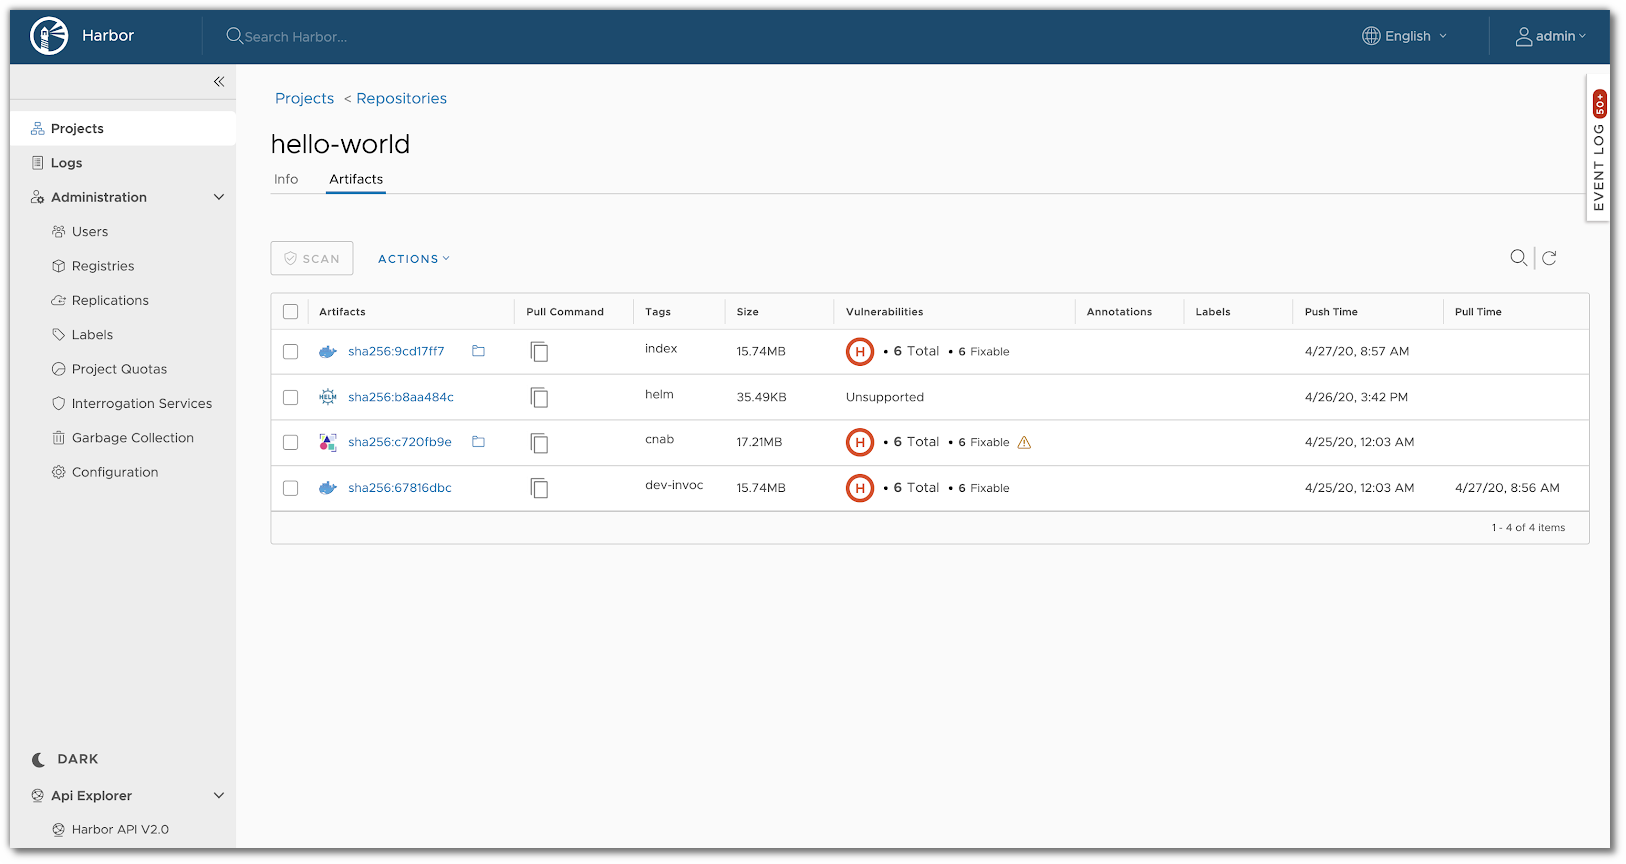 Harbor
Search Harbor...
English
admin
EVENT LOG 50+
Projects
Logs
Administration
Users
Registries
Replications
Labels
Project Quotas
Interrogation Services
Garbage Collection
Configuration
DARK
Api Explorer
Harbor API V2.0
Projects < Repositories
hello-world
Info Artifacts
SCAN ACTIONS
Artifacts Pull Command Tags Size Vulnerabilities Annotations Labels Push Time Pull Time
sha256:9cd17ff7 index 15.74MB H • 6 Total • 6 Fixable 4/27/20, 8:57 AM
HELM sha256:b8aa484c helm 35.49KB Unsupported 4/26/20, 3:42 PM
sha256:c720fb9e cnab 17.21MB H • 6 Total • 6 Fixable 4/25/20, 12:03 AM
sha256:67816dbc dev-invoc 15.74MB H • 6 Total • 6 Fixable 4/25/20, 12:03 AM 4/27/20, 8:56 AM
1 - 4 of 4 items